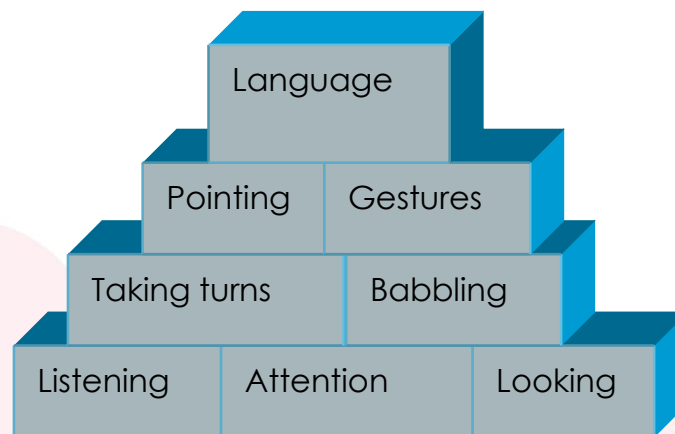 Language
Pointing Gestures
Taking turns Babbling
Listening Attention Looking